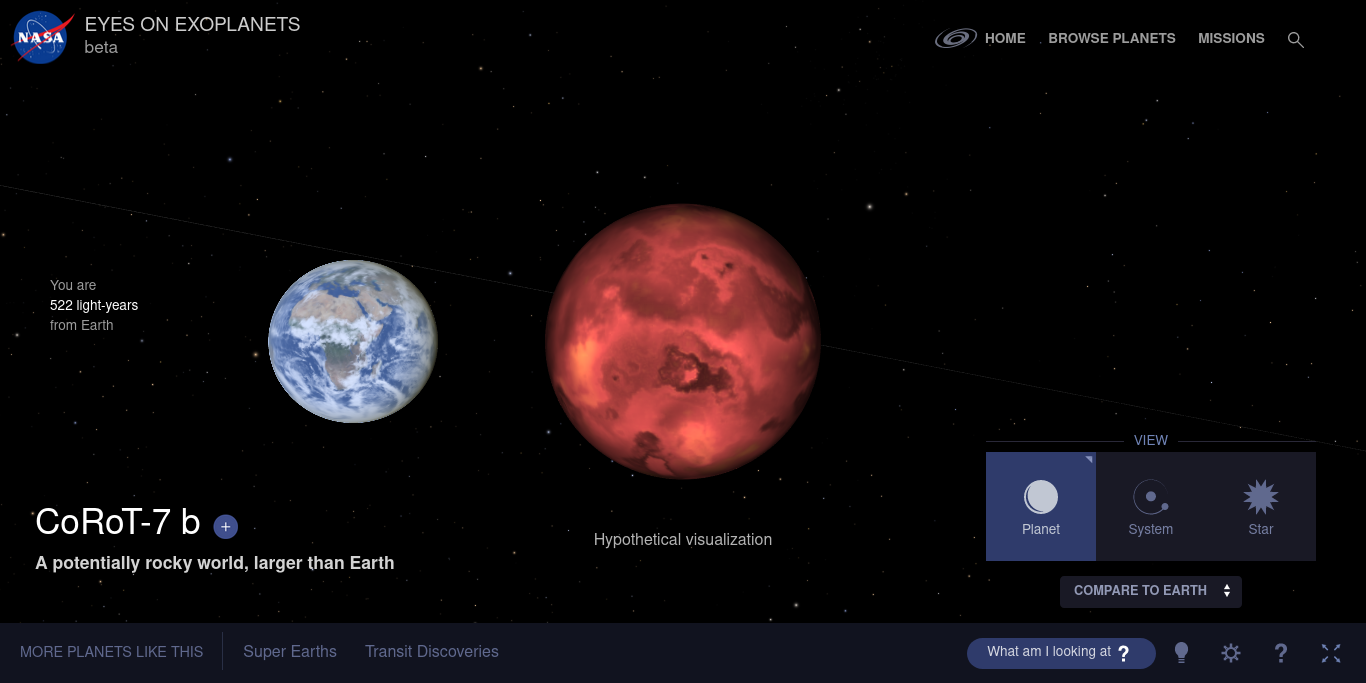 NASA
EYES ON EXOPLANETS
beta
HOME
BROWSE PLANETS
MISSIONS
You are
522 light-years
from Earth
VIEW
Planet
System
Star
CoRoT-7 b +
A potentially rocky world, larger than Earth
Hypothetical visualization
COMPARE TO EARTH
MORE PLANETS LIKE THIS
Super Earths
Transit Discoveries
What am I looking at ?
?